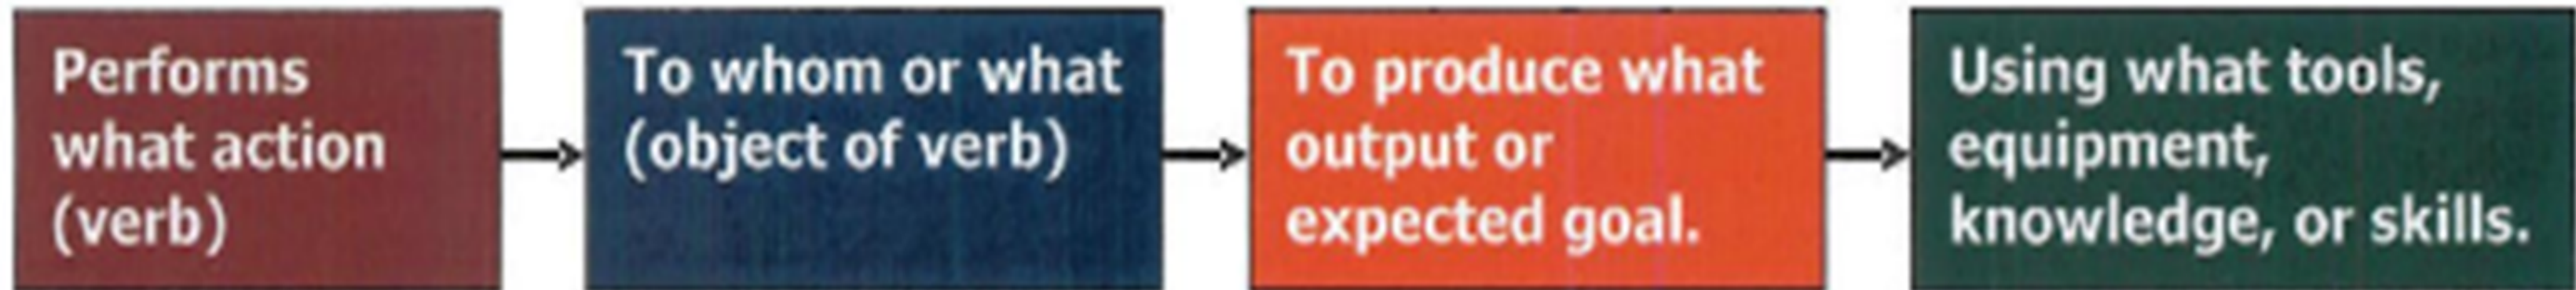 Performs
what action
(verb)
To whom or what
(object of verb)
To produce what
output or
expected goal.
Using what tools,
equipment,
knowledge, or skills.